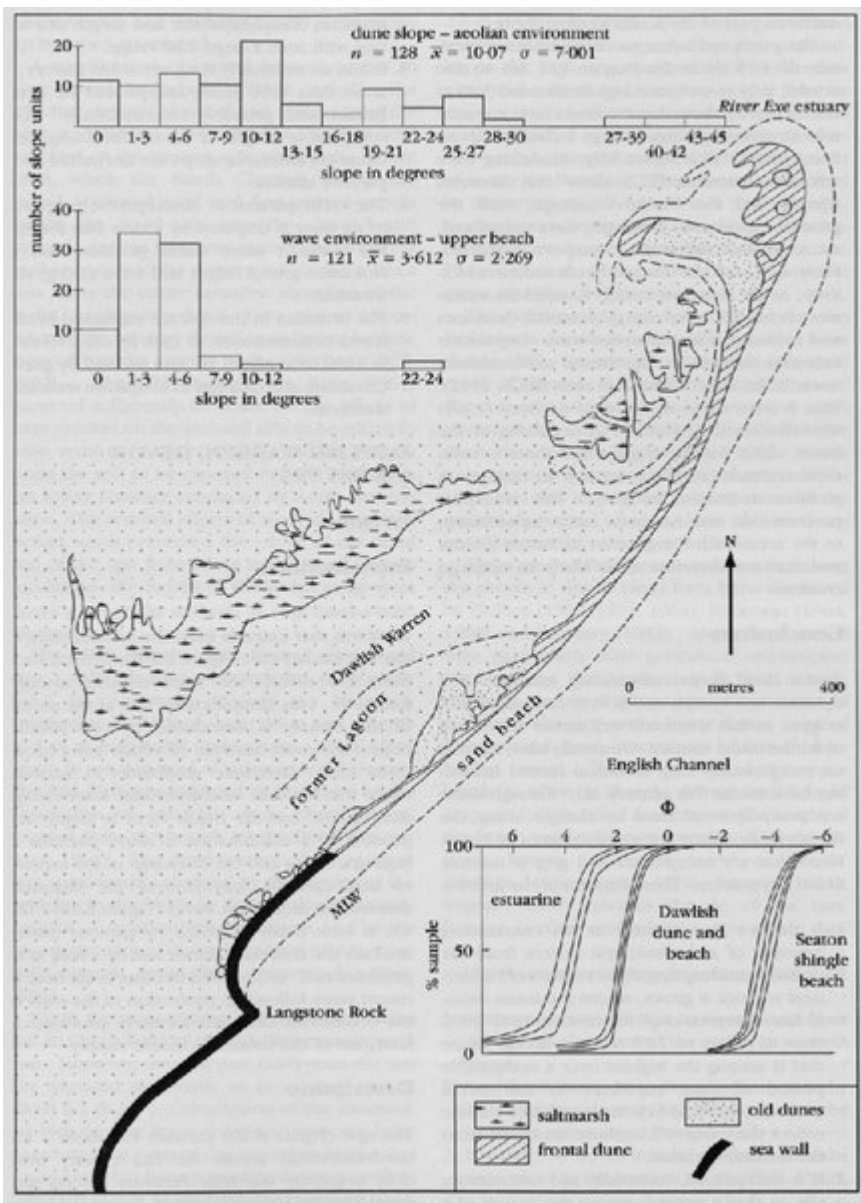 dune slope – aeolian environment
n = 128 x̄ = 10·07 σ = 7·001
20
10
0
number of slope units
0 1-3 4-6 7-9 10-12 16-18 22-24 28-30 27-39 43-45
13-15 19-21 25-27 40-42
slope in degrees
River Exe estuary
40
30
20
10
wave environment – upper beach
n = 121 x̄ = 3·612 σ = 2·269
0 1-3 4-6 7-9 10-12 22-24
slope in degrees
N
0 metres 400
Dawlish Warren
former Lagoon
sand beach
English Channel
MLW
Langstone Rock
Φ
6 4 2 0 -2 -4 -6
100
50
0
% sample
estuarine
Dawlish
dune and
beach
Seaton
shingle
beach
saltmarsh
old dunes
frontal dune
sea wall